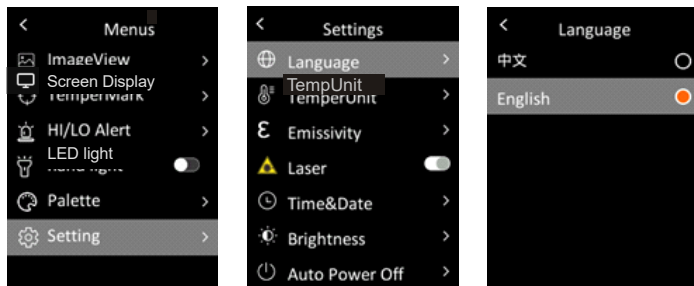 Menus
ImageView
Screen Display
TemperMark
HI/LO Alert
LED light
Palette
Setting
Settings
Language
TempUnit
TemperUnit
Emissivity
Laser
Time&Date
Brightness
Auto Power Off
Language
中文
English